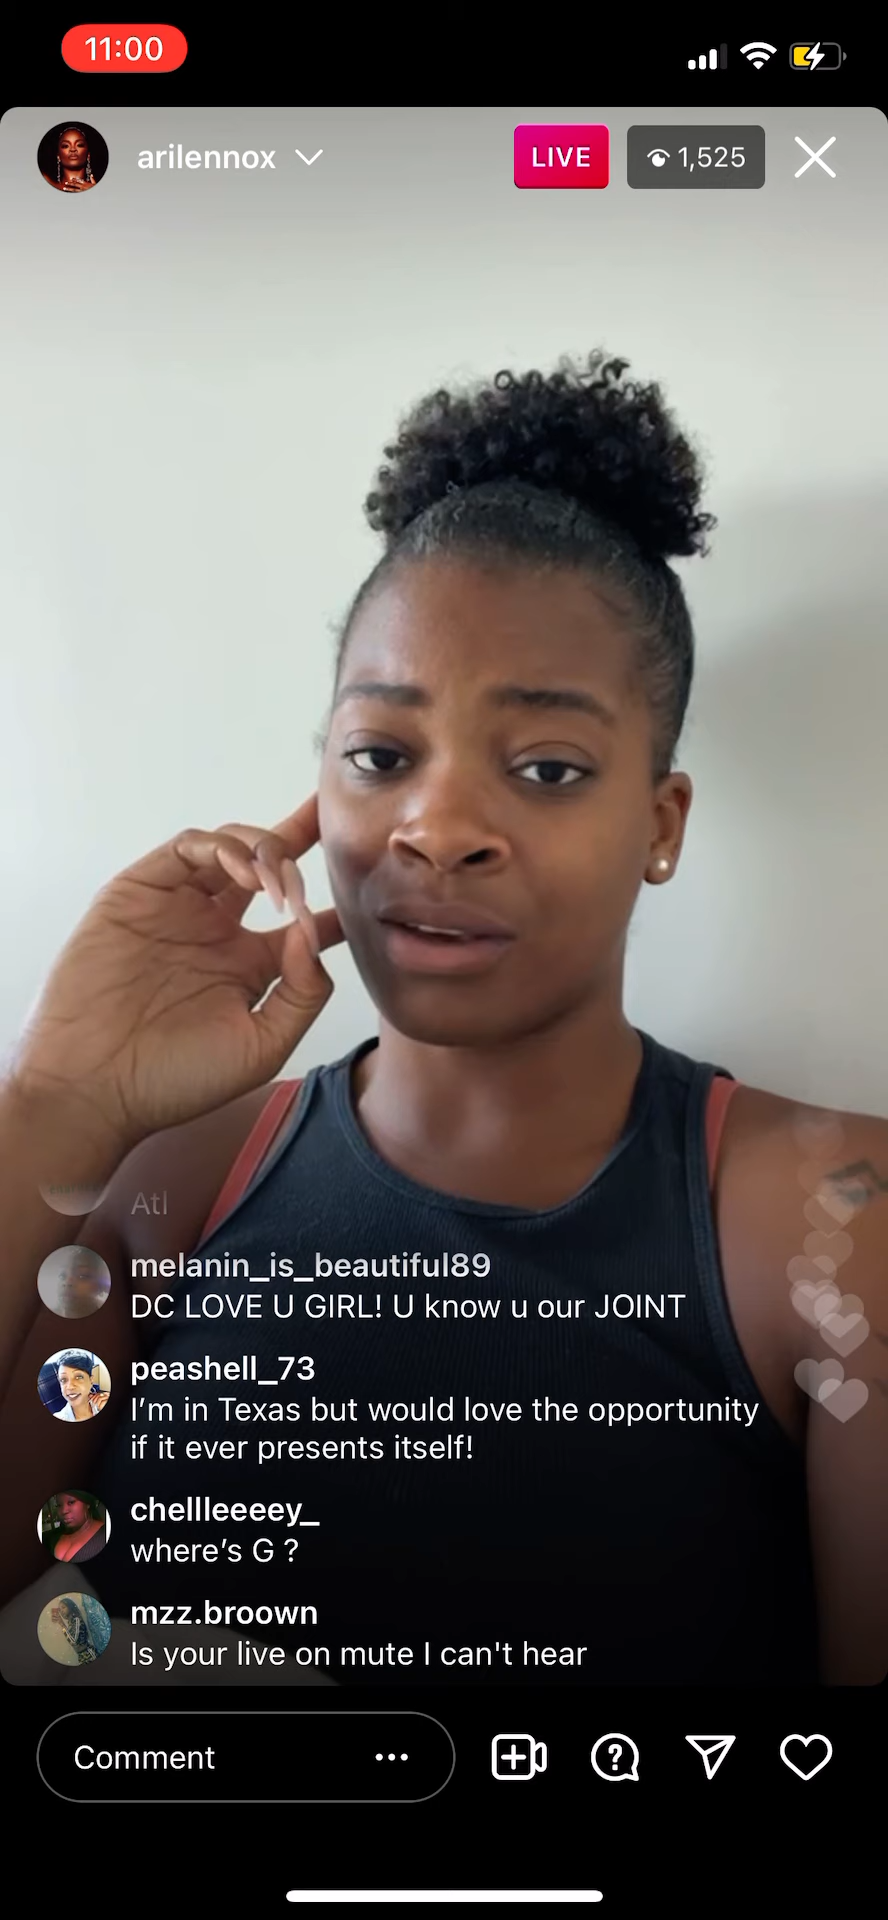 11:00
arilennox
LIVE
1,525
Atl
melanin_is_beautiful89
DC LOVE U GIRL! U know u our JOINT
peashell_73
I’m in Texas but would love the opportunity
if it ever presents itself!
chellleeeey_
where’s G ?
mzz.broown
Is your live on mute I can't hear
Comment